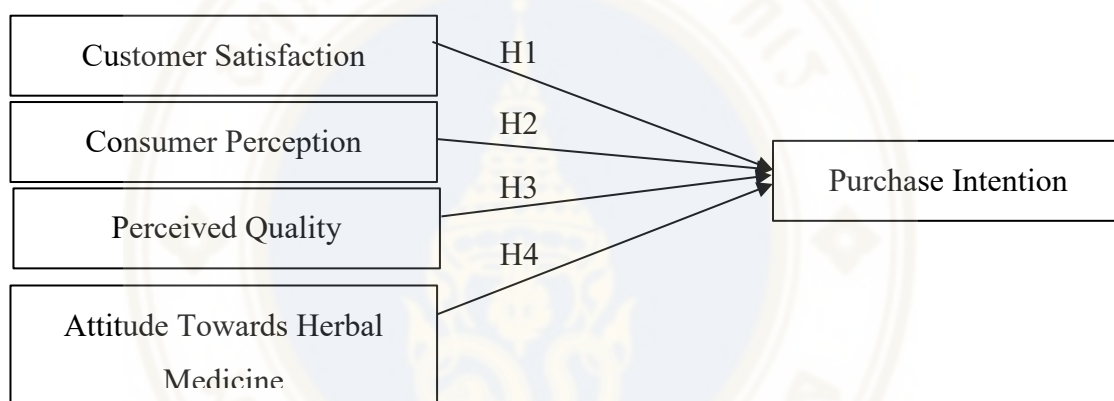 Customer Satisfaction
H1
Consumer Perception
H2
Purchase Intention
Perceived Quality
H3
H4
Attitude Towards Herbal
Medicine